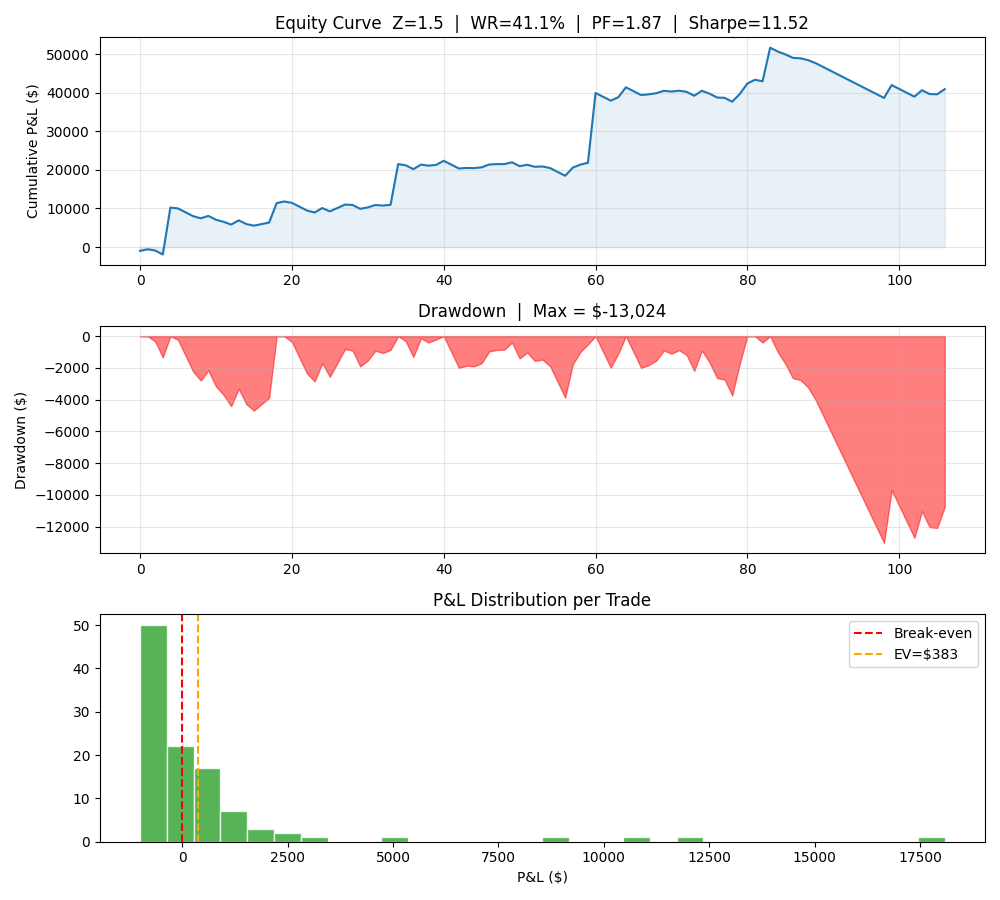 Equity Curve  Z=1.5  |  WR=41.1%  |  PF=1.87  |  Sharpe=11.52
Cumulative P&L ($)
50000
40000
30000
20000
10000
0
0 20 40 60 80 100
Drawdown  |  Max = $-13,024
Drawdown ($)
0
−2000
−4000
−6000
−8000
−10000
−12000
0 20 40 60 80 100
P&L Distribution per Trade
Break-even
EV=$383
50
40
30
20
10
0
0 2500 5000 7500 10000 12500 15000 17500
P&L ($)